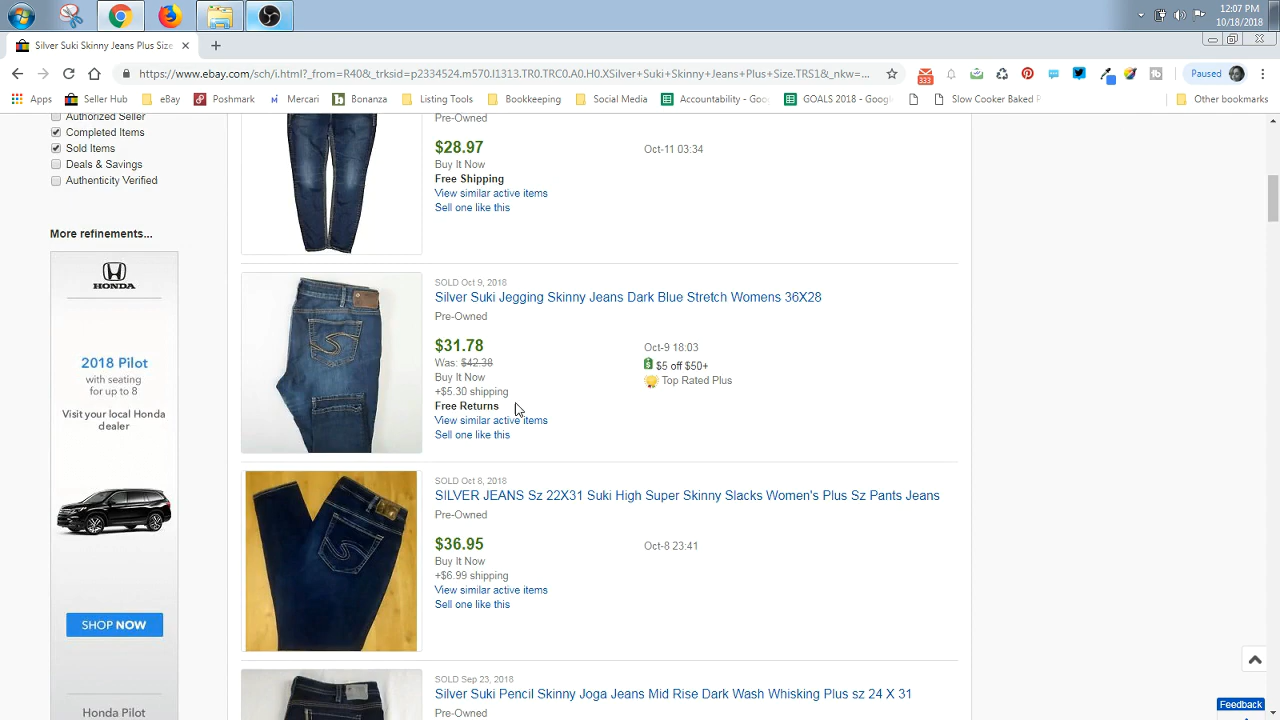 12:07 PM
10/18/2018
Silver Suki Skinny Jeans Plus Size
https://www.ebay.com/sch/i.html?_from=R40&_trksid=p2334524.m570.l1313.TR0.TRC0.A0.H0.XSilver+Suki+Skinny+Jeans+Plus+Size.TRS1&_nkw=...
333
Paused
Apps
Seller Hub
eBay
Poshmark
Mercari
Bonanza
Listing Tools
Bookkeeping
Social Media
Accountability - Goo
GOALS 2018 - Googl
Slow Cooker Baked P
Other bookmarks
Authorized Seller
Completed Items
Sold Items
Deals & Savings
Authenticity Verified
More refinements...
HONDA
2018 Pilot
with seating
for up to 8
Visit your local Honda
dealer
SHOP NOW
Honda Pilot
Pre-Owned
$28.97
Oct-11 03:34
Buy It Now
Free Shipping
View similar active items
Sell one like this
SOLD Oct 9, 2018
Silver Suki Jegging Skinny Jeans Dark Blue Stretch Womens 36X28
Pre-Owned
$31.78
Oct-9 18:03
Was: $42.38
$5 off $50+
Buy It Now
Top Rated Plus
+$5.30 shipping
Free Returns
View similar active items
Sell one like this
SOLD Oct 8, 2018
SILVER JEANS Sz 22X31 Suki High Super Skinny Slacks Women's Plus Sz Pants Jeans
Pre-Owned
$36.95
Oct-8 23:41
Buy It Now
+$6.99 shipping
View similar active items
Sell one like this
SOLD Sep 23, 2018
Silver Suki Pencil Skinny Joga Jeans Mid Rise Dark Wash Whisking Plus sz 24 X 31
Pre-Owned
Feedback